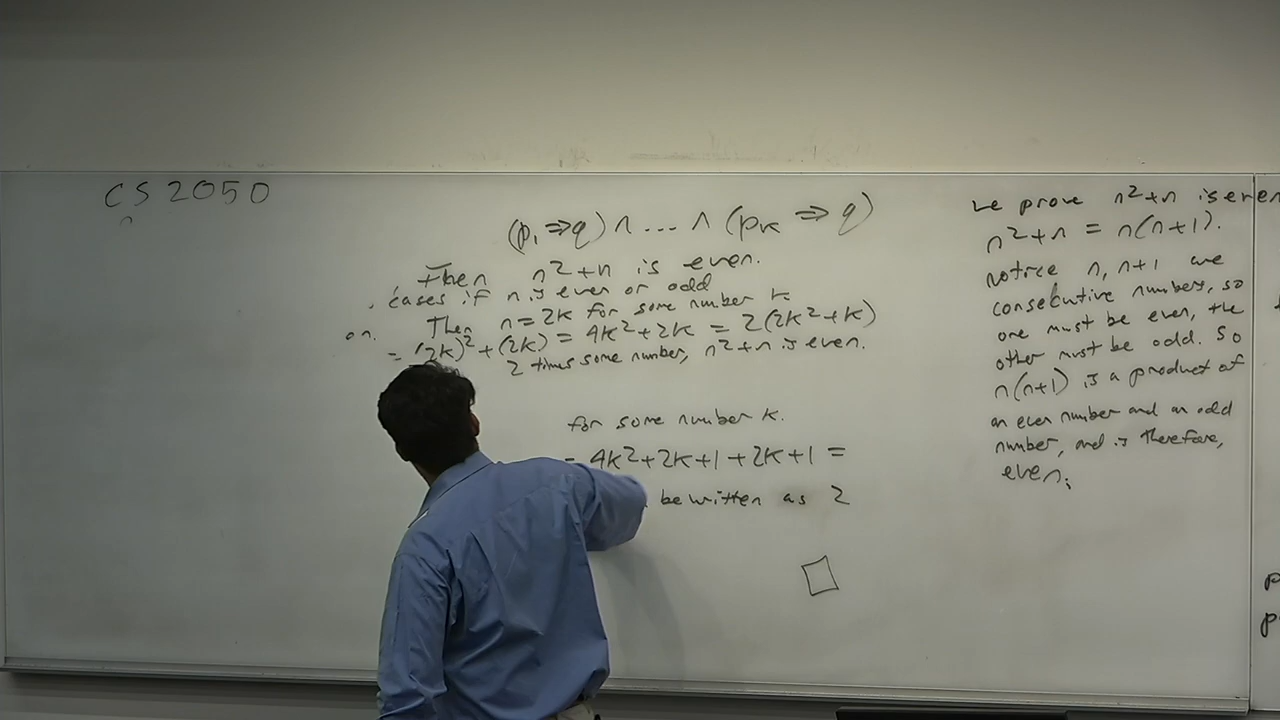 CS 2050
(p₁ ⇒ q) ∧ ... ∧ (pₖ ⇒ q)
Then n²+n is even.
cases if n is even or odd
on. Then n=2k for some number k
= (2k)²+(2k) = 4k²+2k = 2(2k²+k)
2 times some number, n²+n is even.
for some number k.
= 4k²+2k+1+2k+1 =
be written as 2
□
we prove n²+n is even
n²+n = n(n+1).
notice n, n+1 are
consecutive numbers, so
one must be even, the
other must be odd. So
n(n+1) is a product of
an even number and an odd
number, and is therefore,
even.